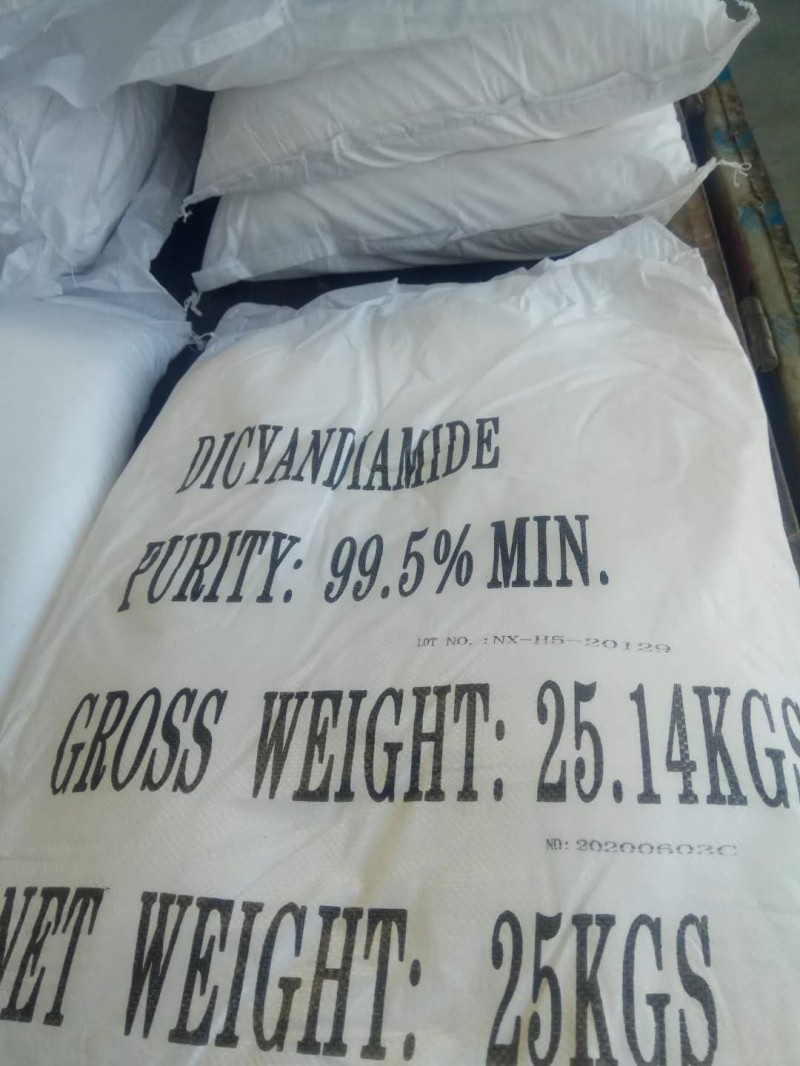 DICYANDIAMIDE
PURITY: 99.5% MIN.
LOT NO. : NX-H5-20129
GROSS WEIGHT: 25.14KGS
NO: 20200603C
NET WEIGHT: 25KGS